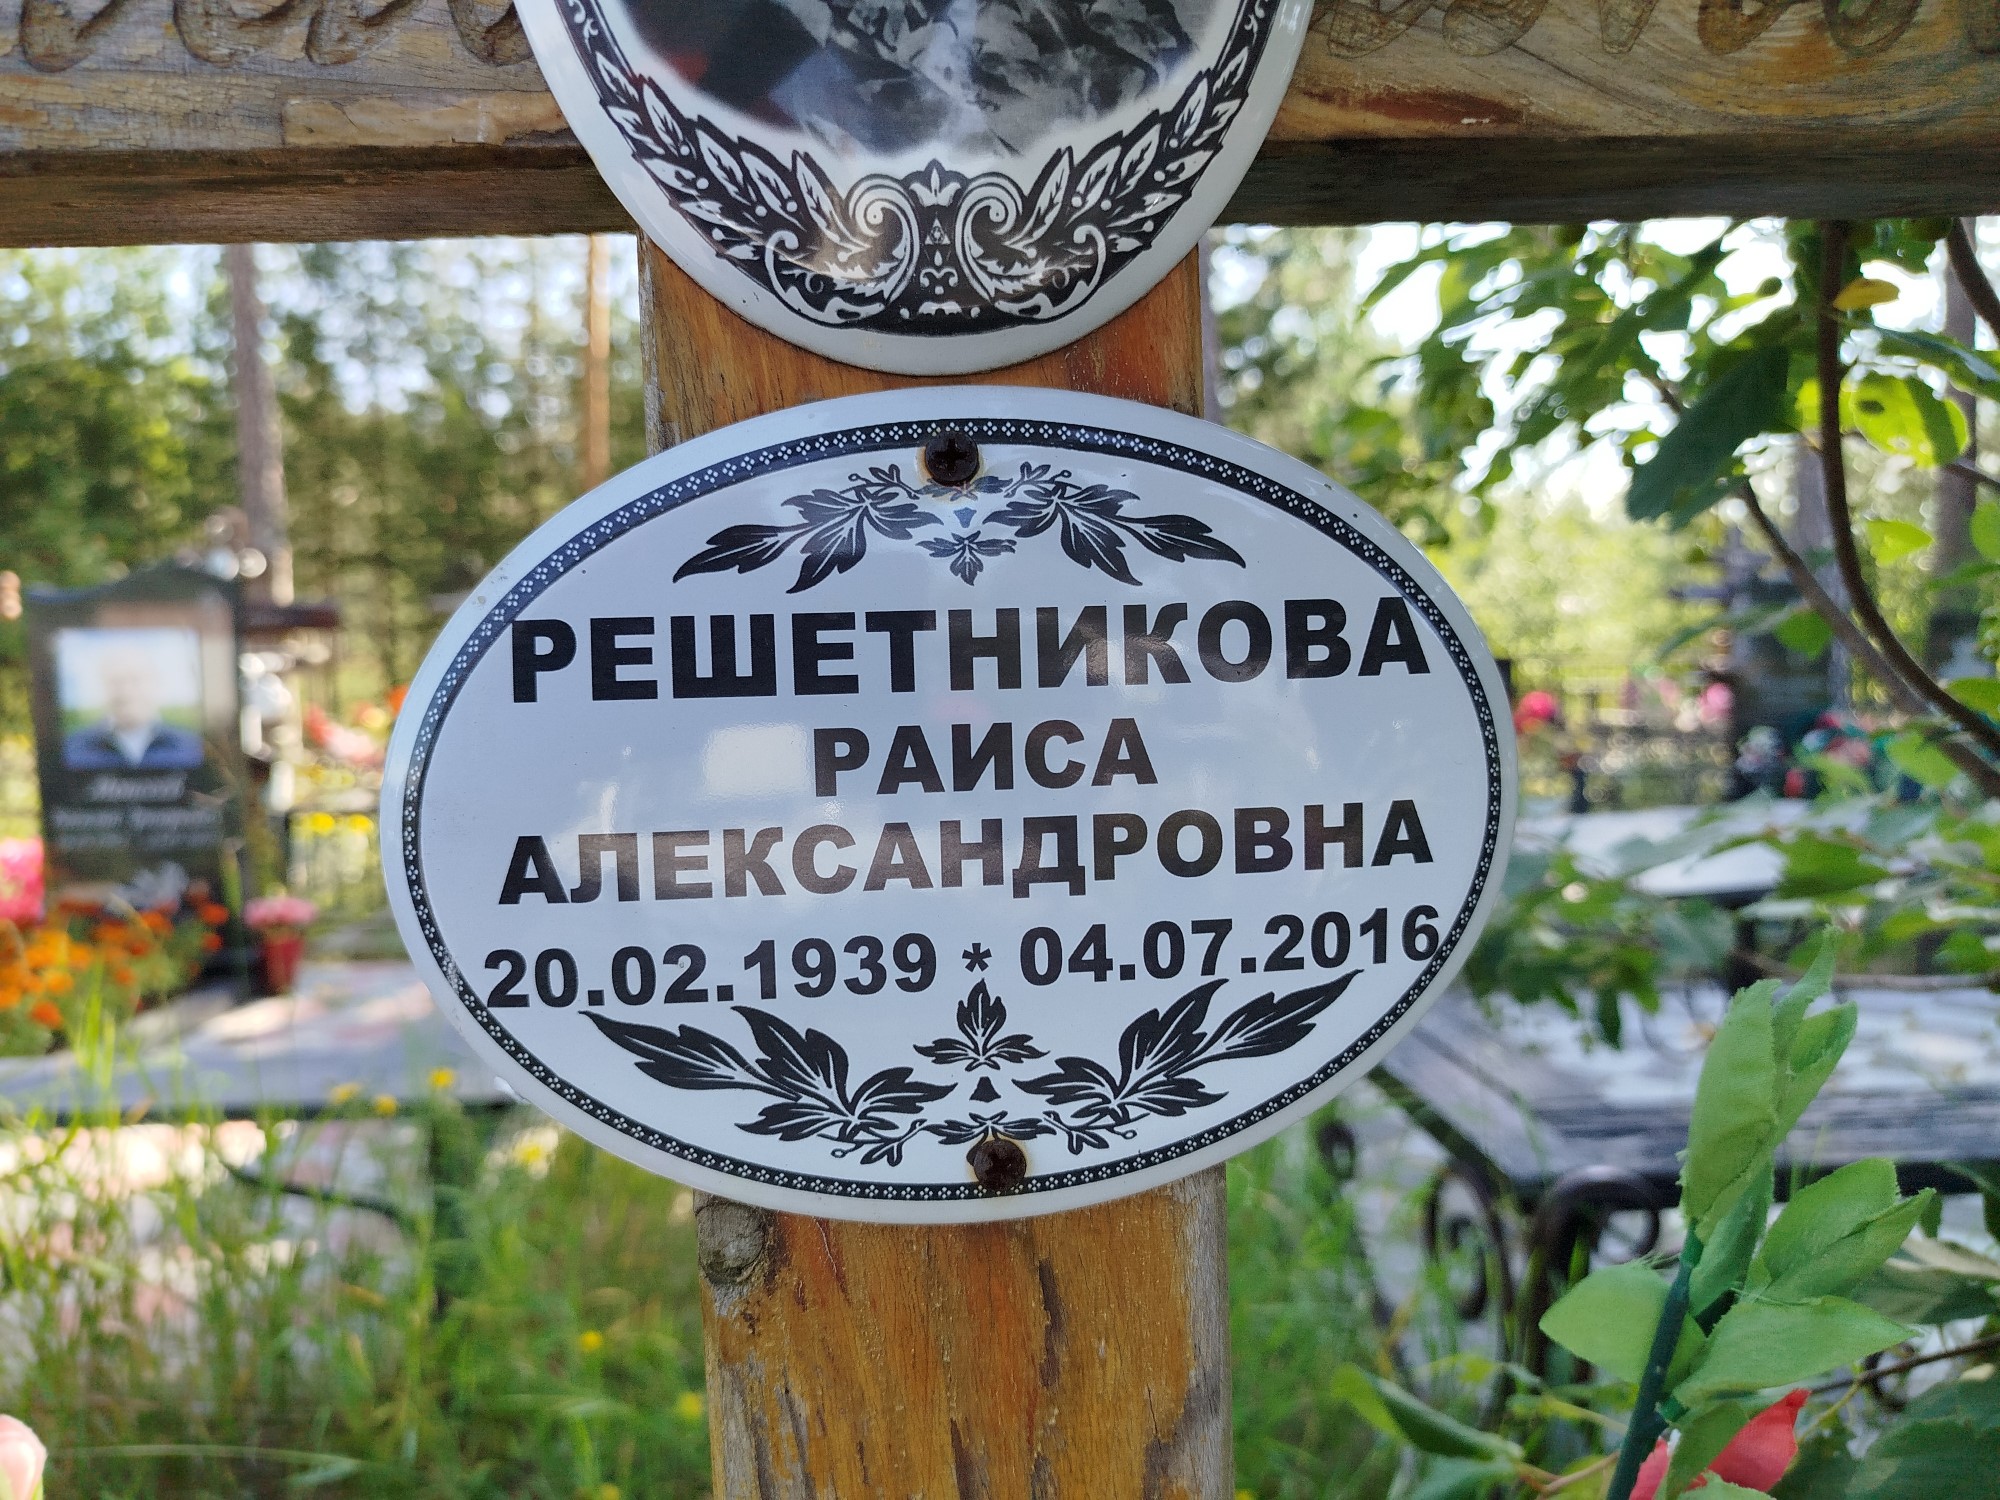 РЕШЕТНИКОВА
РАИСА
АЛЕКСАНДРОВНА
20.02.1939 * 04.07.2016